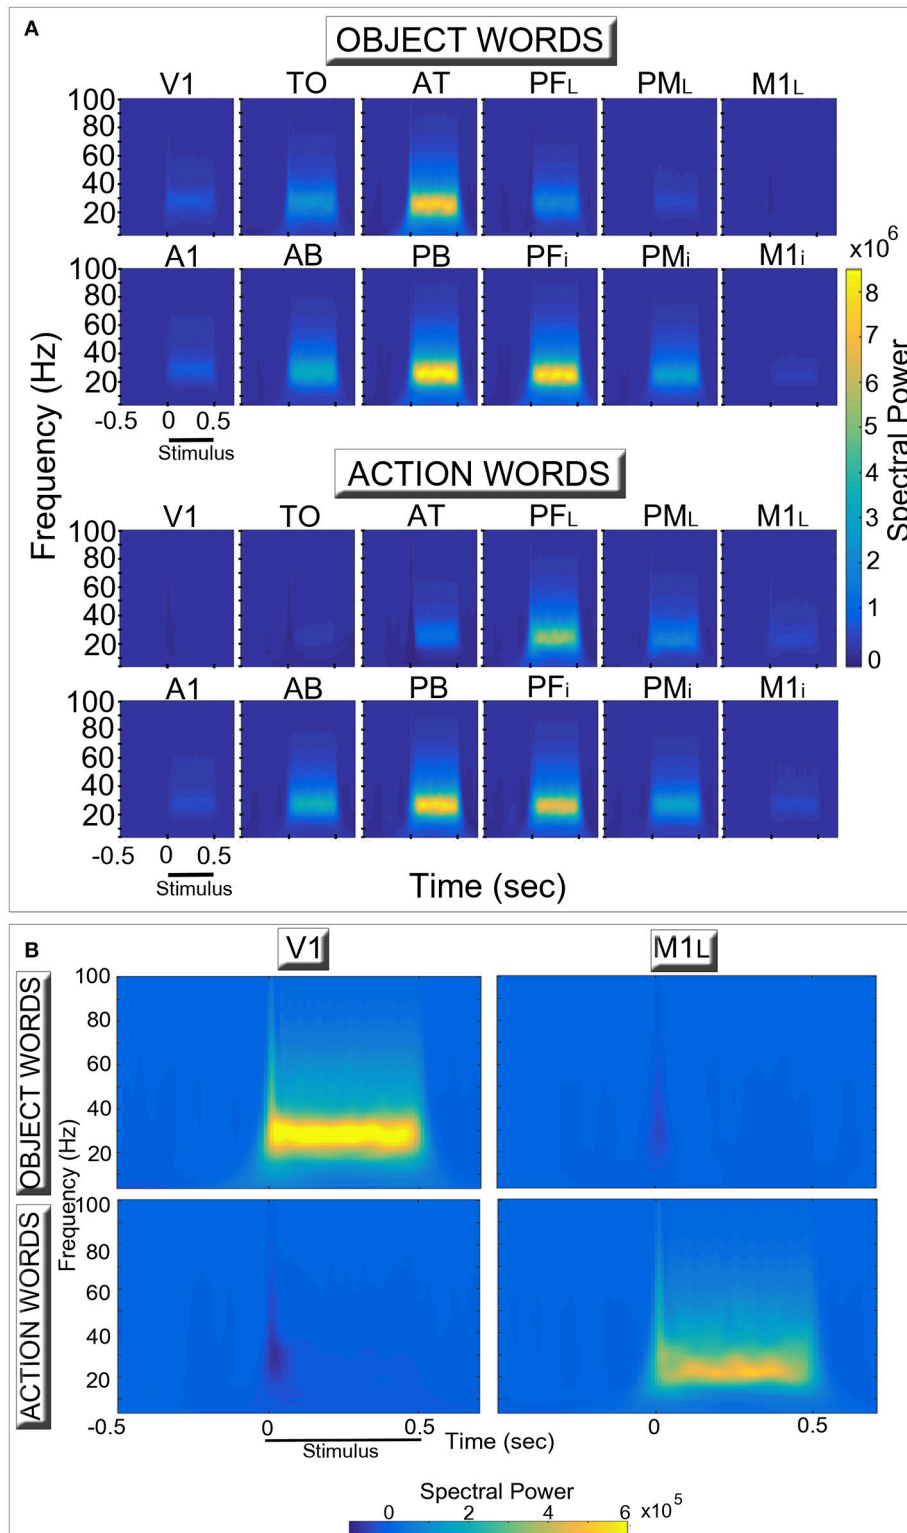 A
OBJECT WORDS
V1 TO AT PFL PML M1L
100
80
60
40
20
A1 AB PB PFi PMi M1i
100
80
60
40
20
-0.5 0 0.5
Stimulus
x10^6
8
7
6
5
4
3
2
1
0
Spectral Power
Frequency (Hz)
ACTION WORDS
V1 TO AT PFL PML M1L
100
80
60
40
20
A1 AB PB PFi PMi M1i
100
80
60
40
20
-0.5 0 0.5
Stimulus
Time (sec)
B
V1 M1L
OBJECT WORDS
100
80
60
40
20
Frequency (Hz)
ACTION WORDS
100
80
60
40
20
-0.5 0 0.5 0 0.5
Stimulus
Time (sec)
Spectral Power
0 2 4 6 x10^5